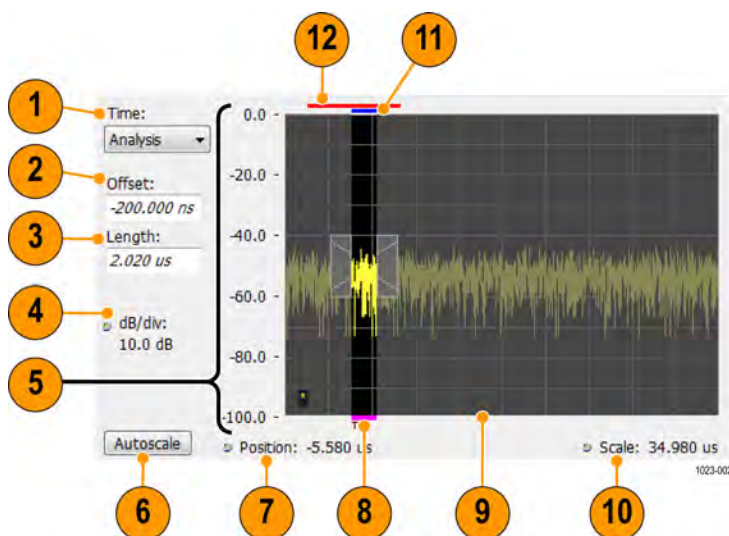 12
11
1
Time:
Analysis
2
Offset:
-200.000 ns
3
Length:
2.020 us
4
dB/div:
10.0 dB
5
0.0
-20.0
-40.0
-60.0
-80.0
-100.0
T
Autoscale
Position: -5.580 us
Scale: 34.980 us
1023-002
6
7
8
9
10